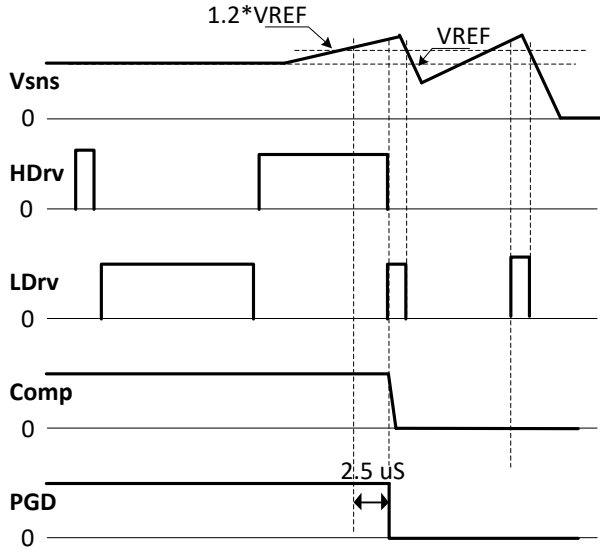 1.2*VREF
VREF
Vsns
0
HDrv
0
LDrv
0
Comp
0
2.5 uS
PGD
0